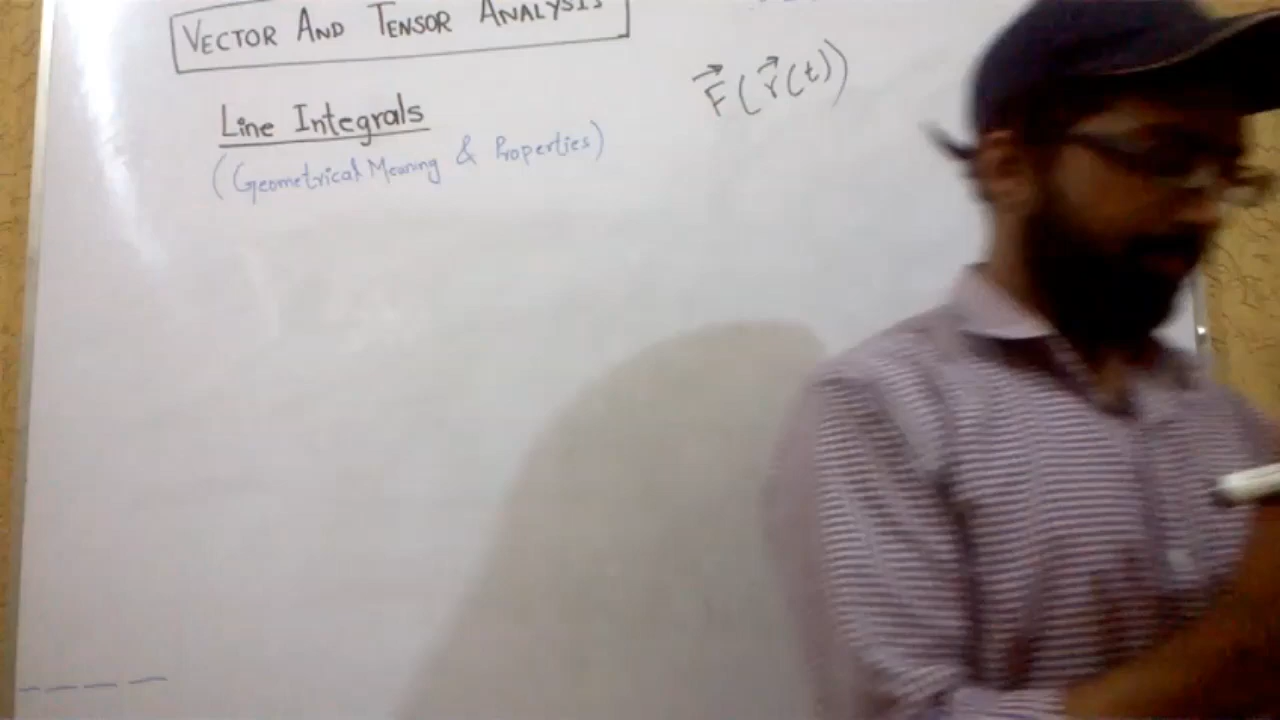 VECTOR AND TENSOR ANALYSIS
Line Integrals
(Geometrical Meaning & Properties)
F⃗(r⃗(t))